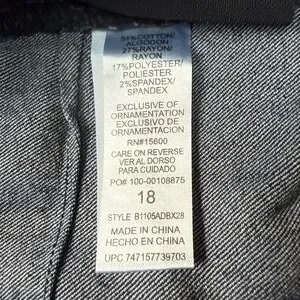 COTTON/
ALGODON
27%RAYON/
RAYON
17%POLYESTER/
POLIESTER
2%SPANDEX/
SPANDEX
EXCLUSIVE OF
ORNAMENTATION
EXCLUSIVO DE
ORNAMENTACION
RN#15600
CARE ON REVERSE
VER AL DORSO
PARA CUIDADO
PO# 100-00108875
18
STYLE B1105ADBX28
MADE IN CHINA
HECHO EN CHINA
UPC 747157739703